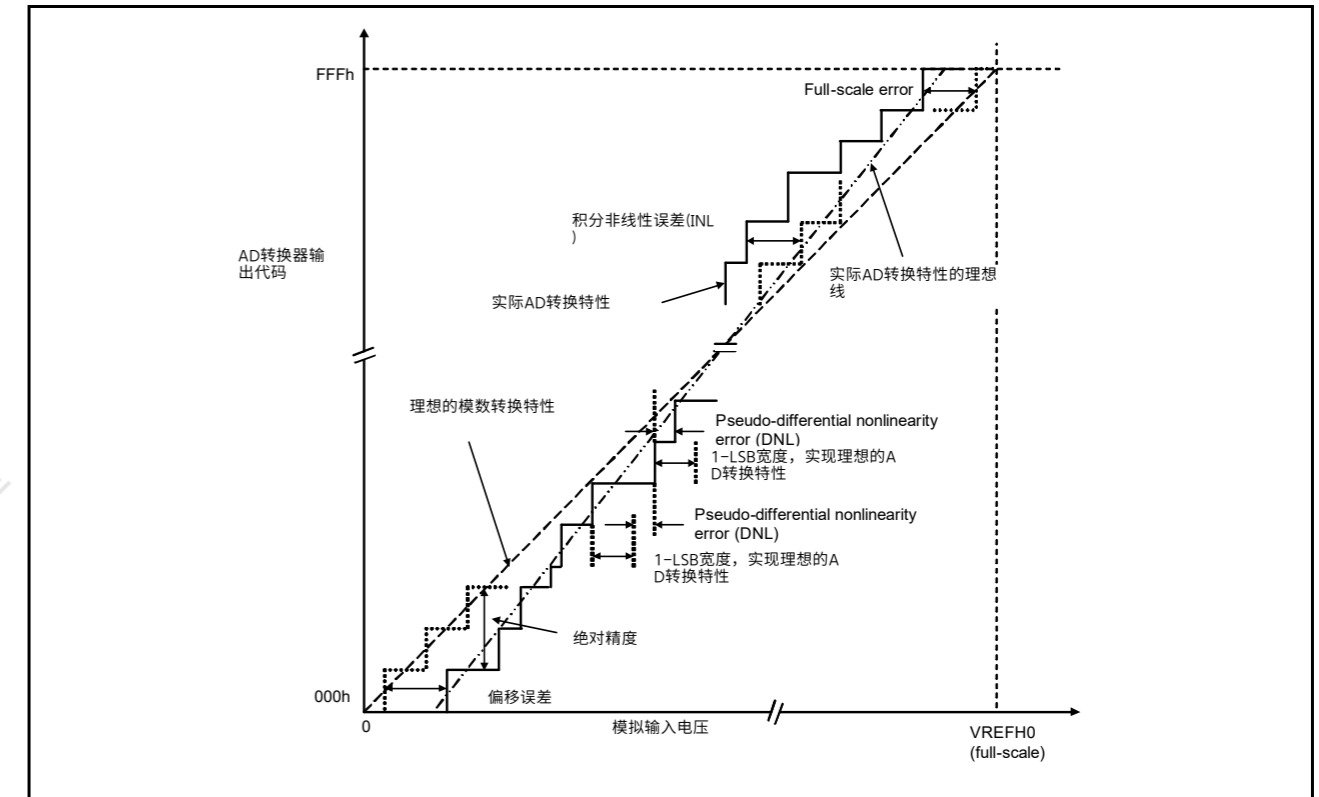 FFFh
Full-scale error
积分非线性误差(INL
)
AD转换器输
出代码
实际AD转换特性的理想
线
实际AD转换特性
理想的模数转换特性
Pseudo-differential nonlinearity
error (DNL)
1-LSB宽度，实现理想的A
D转换特性
Pseudo-differential nonlinearity
error (DNL)
1-LSB宽度，实现理想的A
D转换特性
绝对精度
000h
偏移误差
0
模拟输入电压
VREFH0
(full-scale)